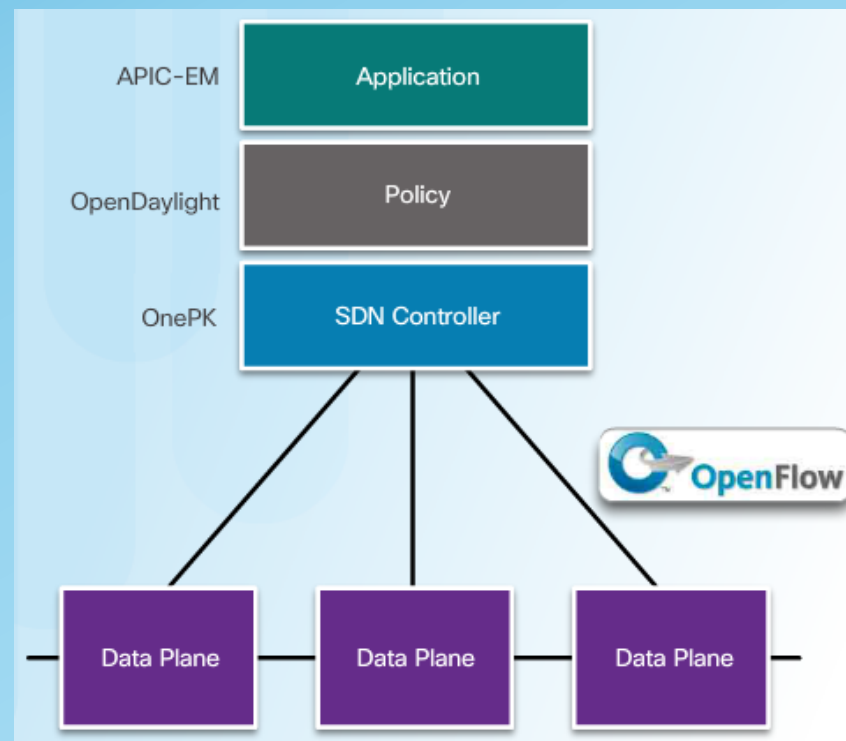 APIC-EM
Application
OpenDaylight
Policy
OnePK
SDN Controller
OpenFlow
Data Plane
Data Plane
Data Plane